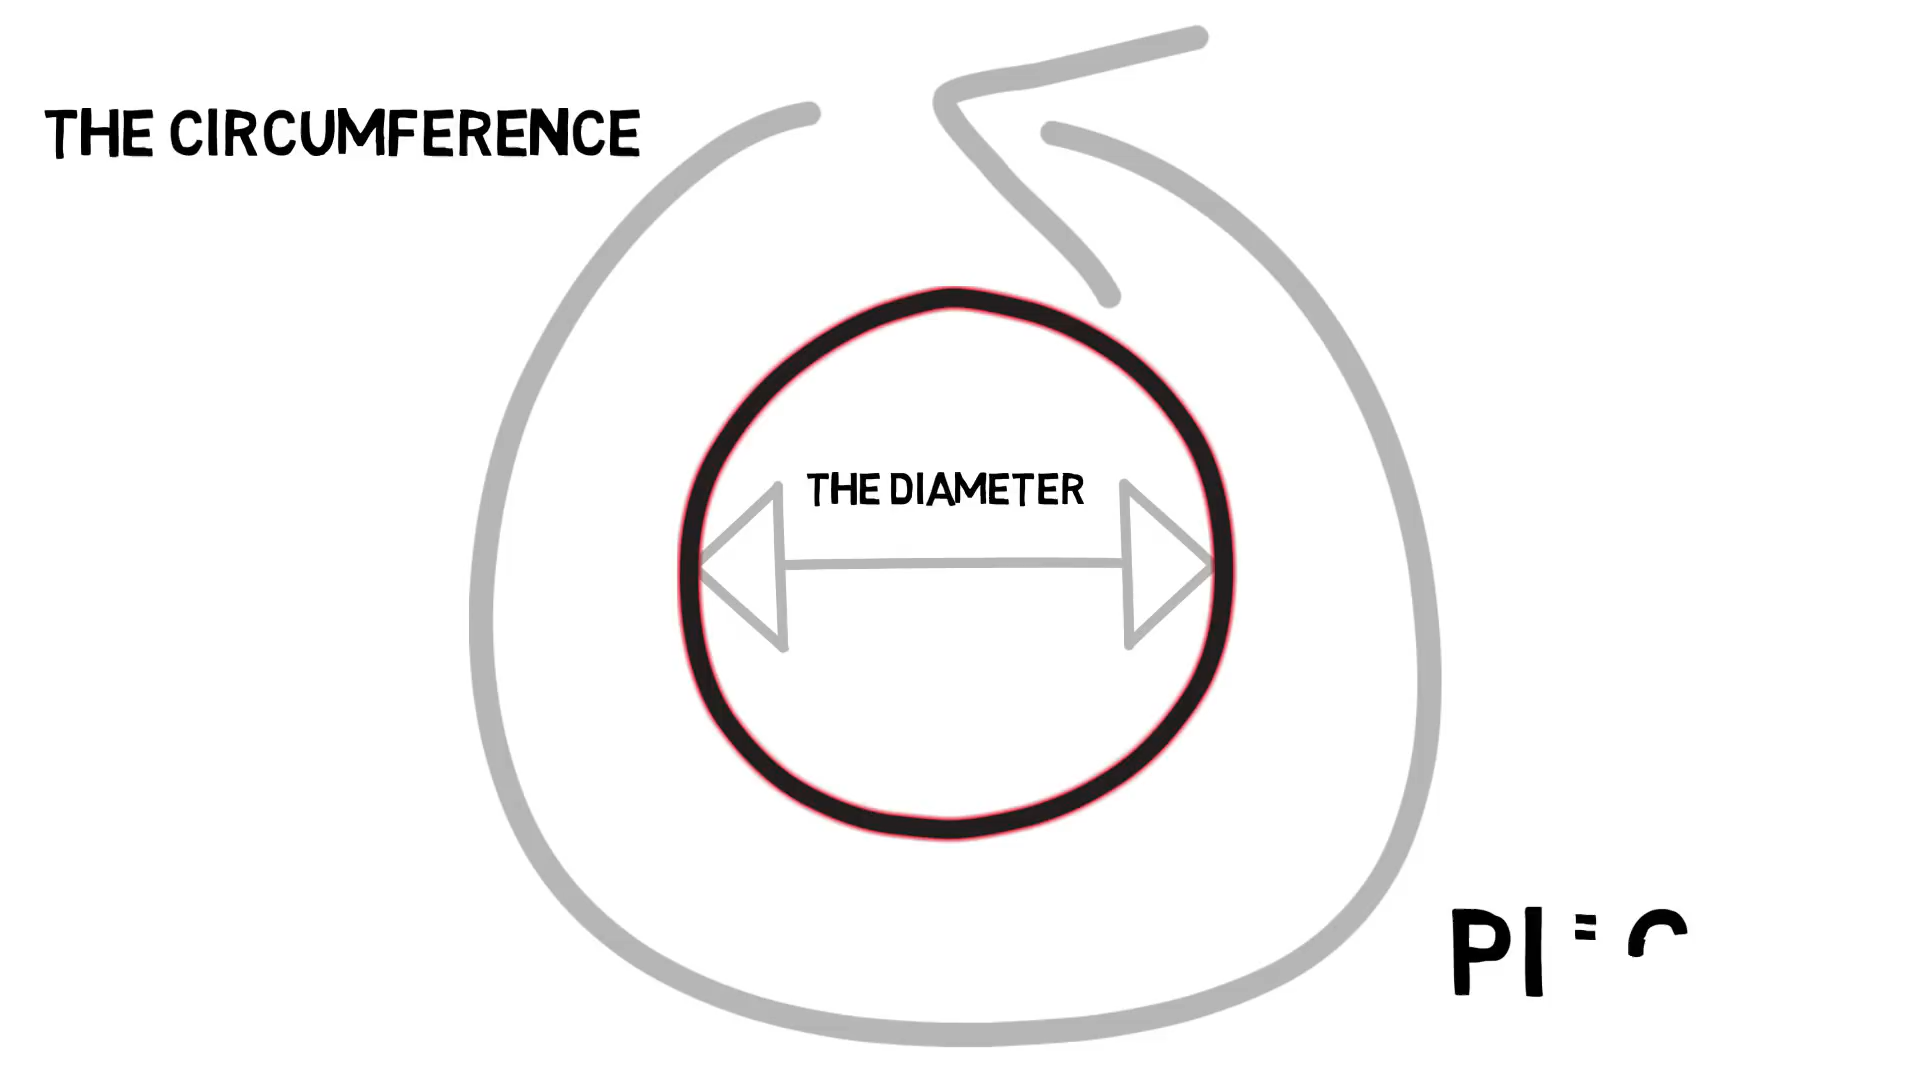 THE CIRCUMFERENCE
THE DIAMETER
PI =